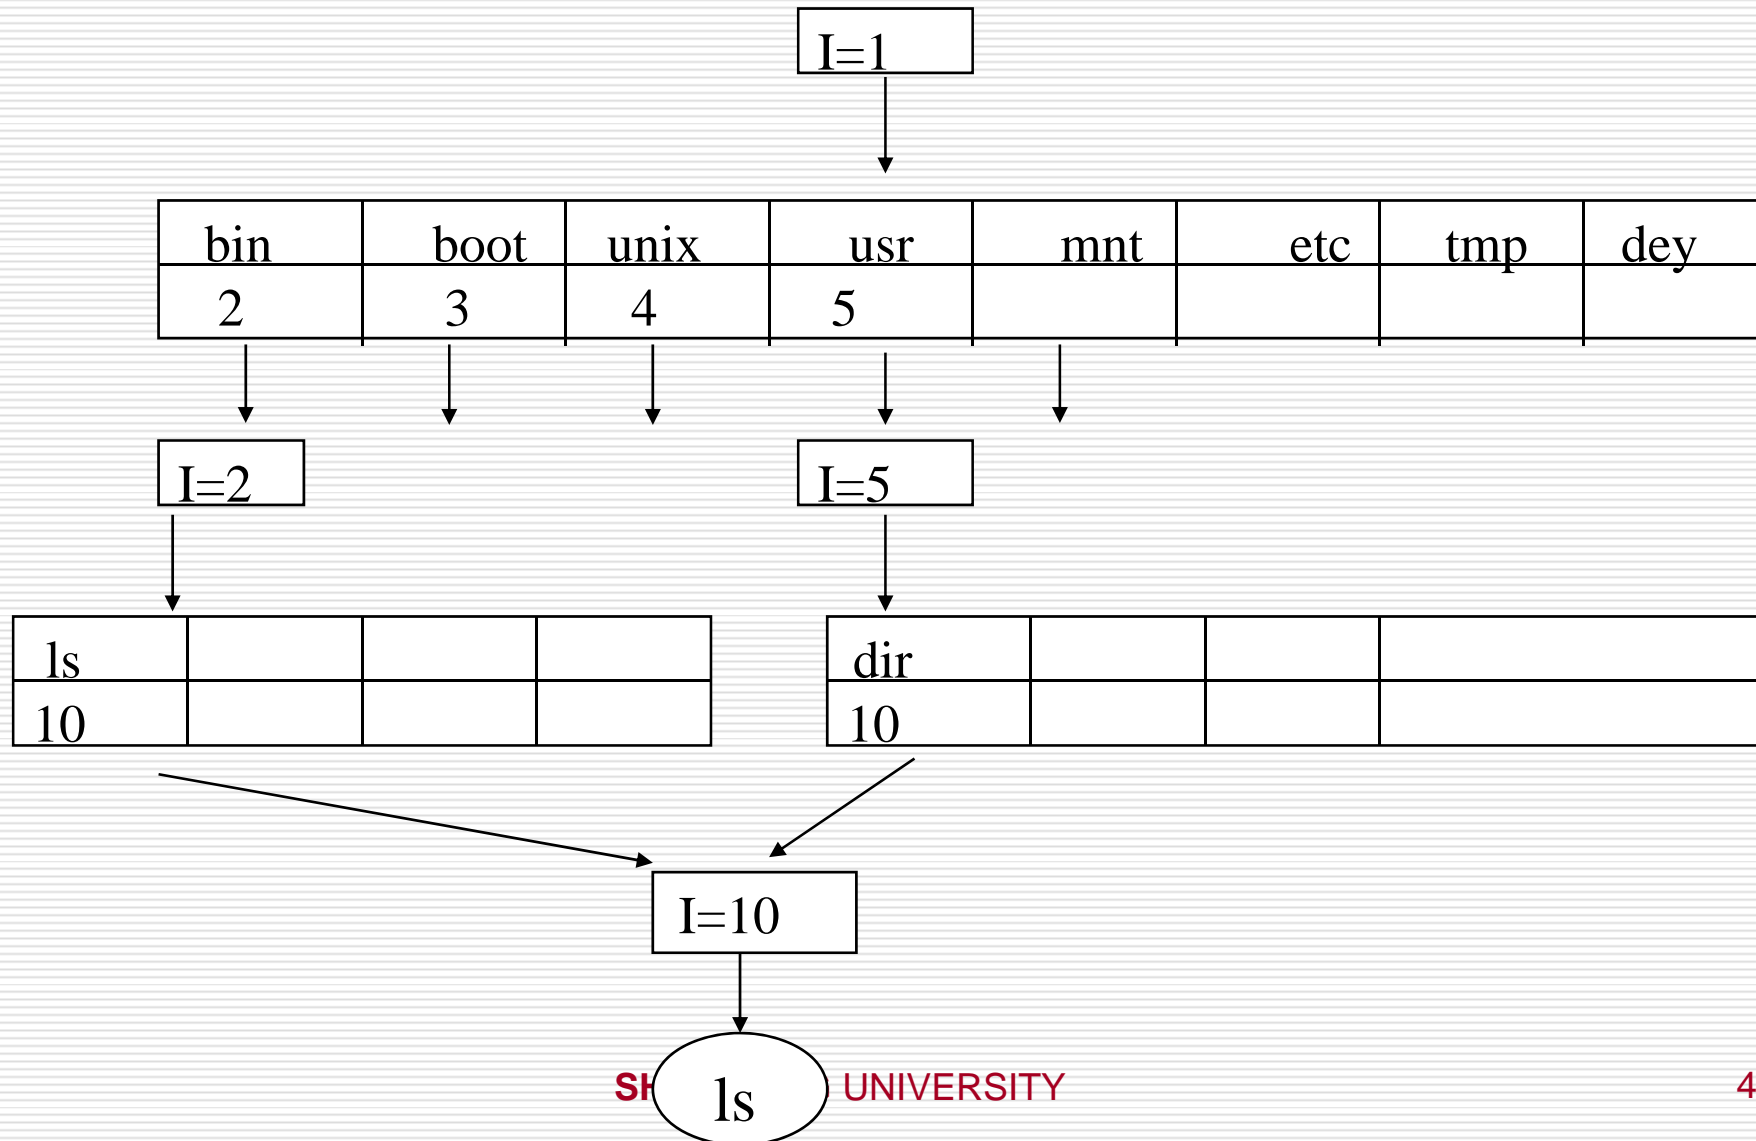 I=1
bin boot unix usr mnt etc tmp dey
2 3 4 5
I=2 I=5
ls dir
10 10
I=10
ls
UNIVERSITY 4